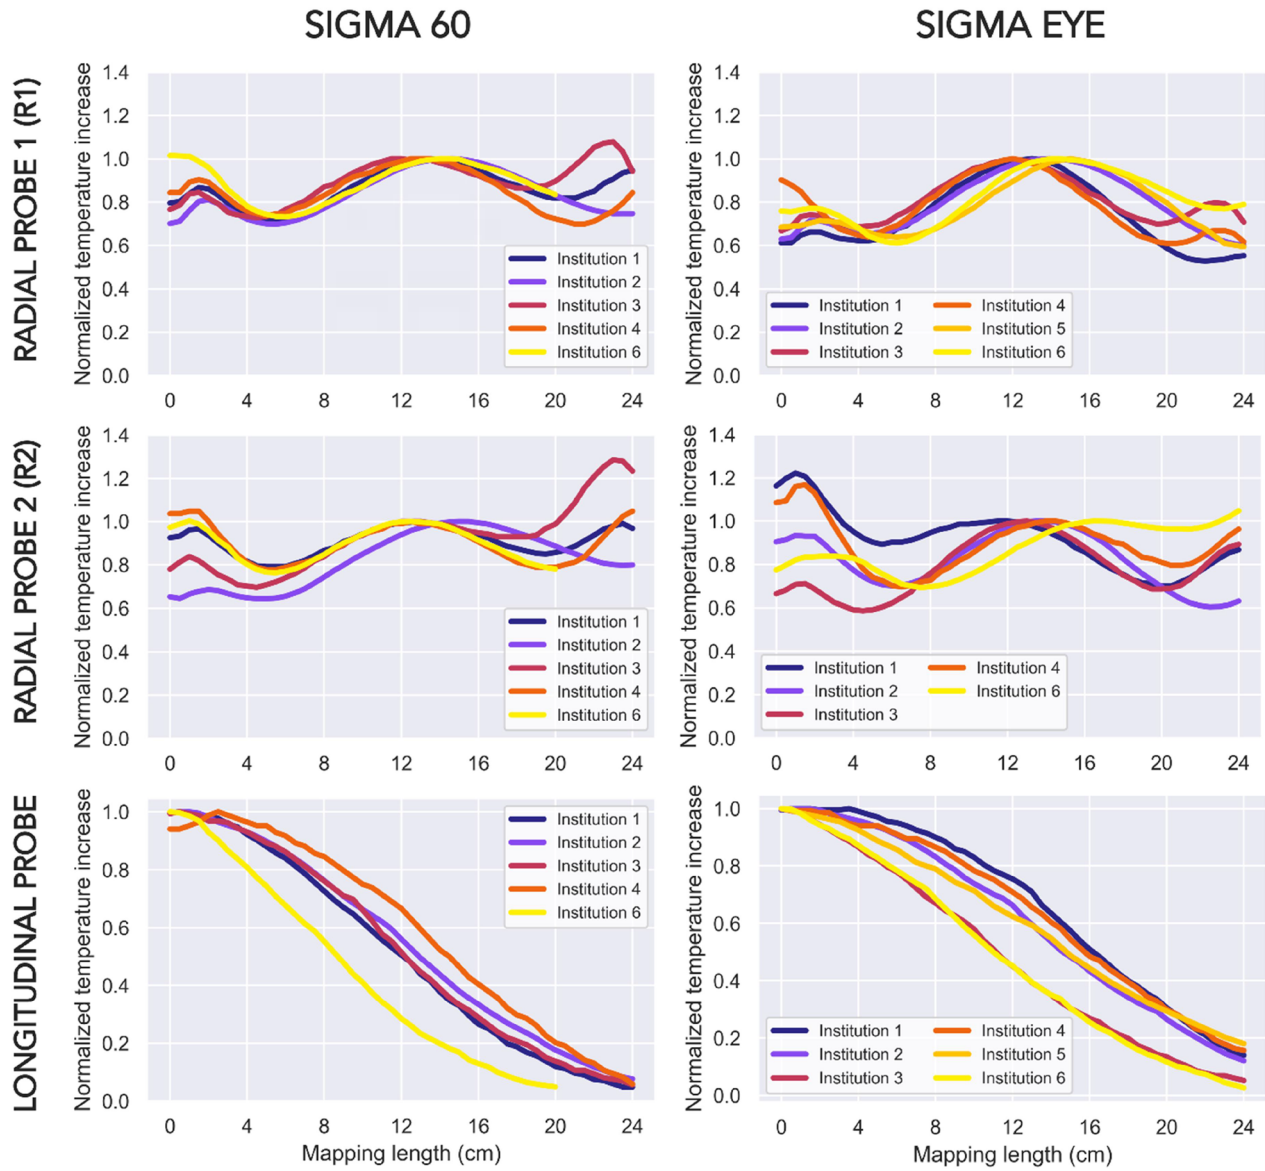 SIGMA 60
SIGMA EYE
RADIAL PROBE 1 (R1)
Normalized temperature increase
1.4
1.2
1.0
0.8
0.6
0.4
0.2
0.0
0 4 8 12 16 20 24
Institution 1
Institution 2
Institution 3
Institution 4
Institution 6
Normalized temperature increase
1.4
1.2
1.0
0.8
0.6
0.4
0.2
0.0
0 4 8 12 16 20 24
Institution 1 Institution 4
Institution 2 Institution 5
Institution 3 Institution 6
RADIAL PROBE 2 (R2)
Normalized temperature increase
1.4
1.2
1.0
0.8
0.6
0.4
0.2
0.0
0 4 8 12 16 20 24
Institution 1
Institution 2
Institution 3
Institution 4
Institution 6
Normalized temperature increase
1.4
1.2
1.0
0.8
0.6
0.4
0.2
0.0
0 4 8 12 16 20 24
Institution 1 Institution 4
Institution 2 Institution 6
Institution 3
LONGITUDINAL PROBE
Normalized temperature increase
1.0
0.8
0.6
0.4
0.2
0.0
0 4 8 12 16 20 24
Mapping length (cm)
Institution 1
Institution 2
Institution 3
Institution 4
Institution 6
Normalized temperature increase
1.0
0.8
0.6
0.4
0.2
0.0
0 4 8 12 16 20 24
Mapping length (cm)
Institution 1 Institution 4
Institution 2 Institution 5
Institution 3 Institution 6